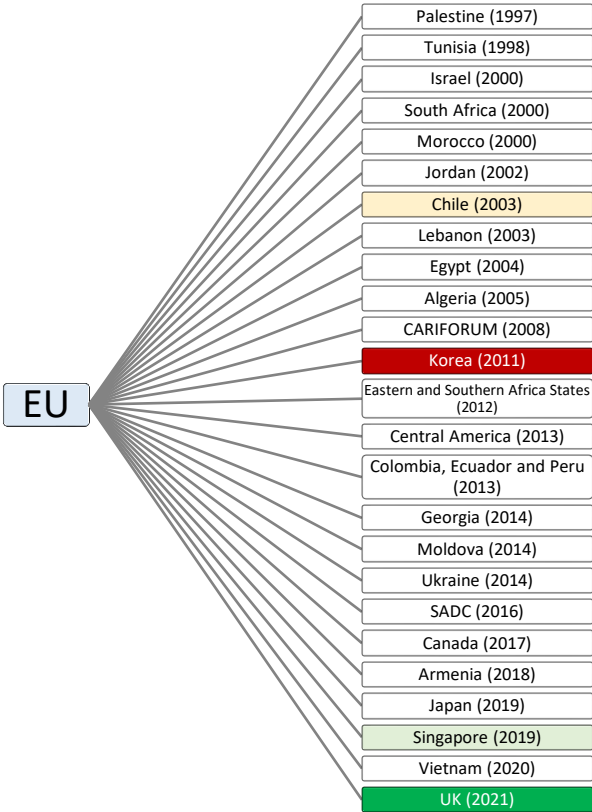 EU
Palestine (1997)
Tunisia (1998)
Israel (2000)
South Africa (2000)
Morocco (2000)
Jordan (2002)
Chile (2003)
Lebanon (2003)
Egypt (2004)
Algeria (2005)
CARIFORUM (2008)
Korea (2011)
Eastern and Southern Africa States
(2012)
Central America (2013)
Colombia, Ecuador and Peru
(2013)
Georgia (2014)
Moldova (2014)
Ukraine (2014)
SADC (2016)
Canada (2017)
Armenia (2018)
Japan (2019)
Singapore (2019)
Vietnam (2020)
UK (2021)